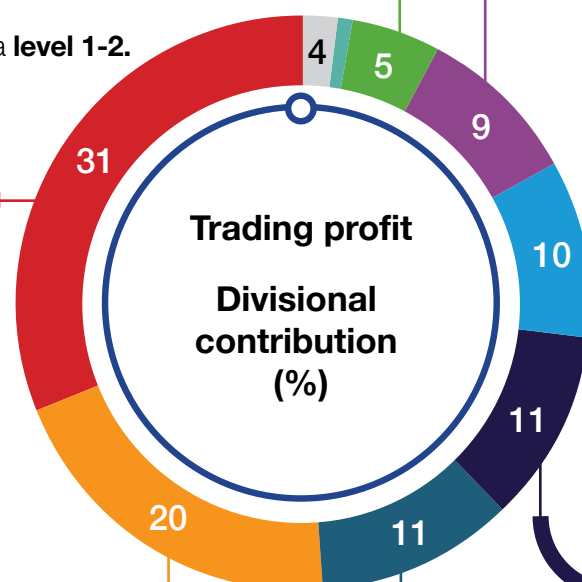 a level 1-2.
4
5
9
31
10
Trading profit
Divisional
contribution
(%)
11
20
11